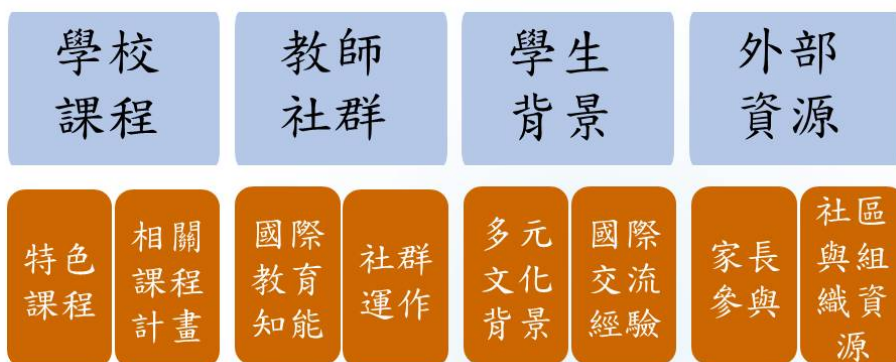 學校
課程
教師
社群
學生
背景
外部
資源
特色
課程
相關
課程
計畫
國際
教育
知能
社群
運作
多元
文化
背景
國際
交流
經驗
家長
參與
社區
與組
織資
源